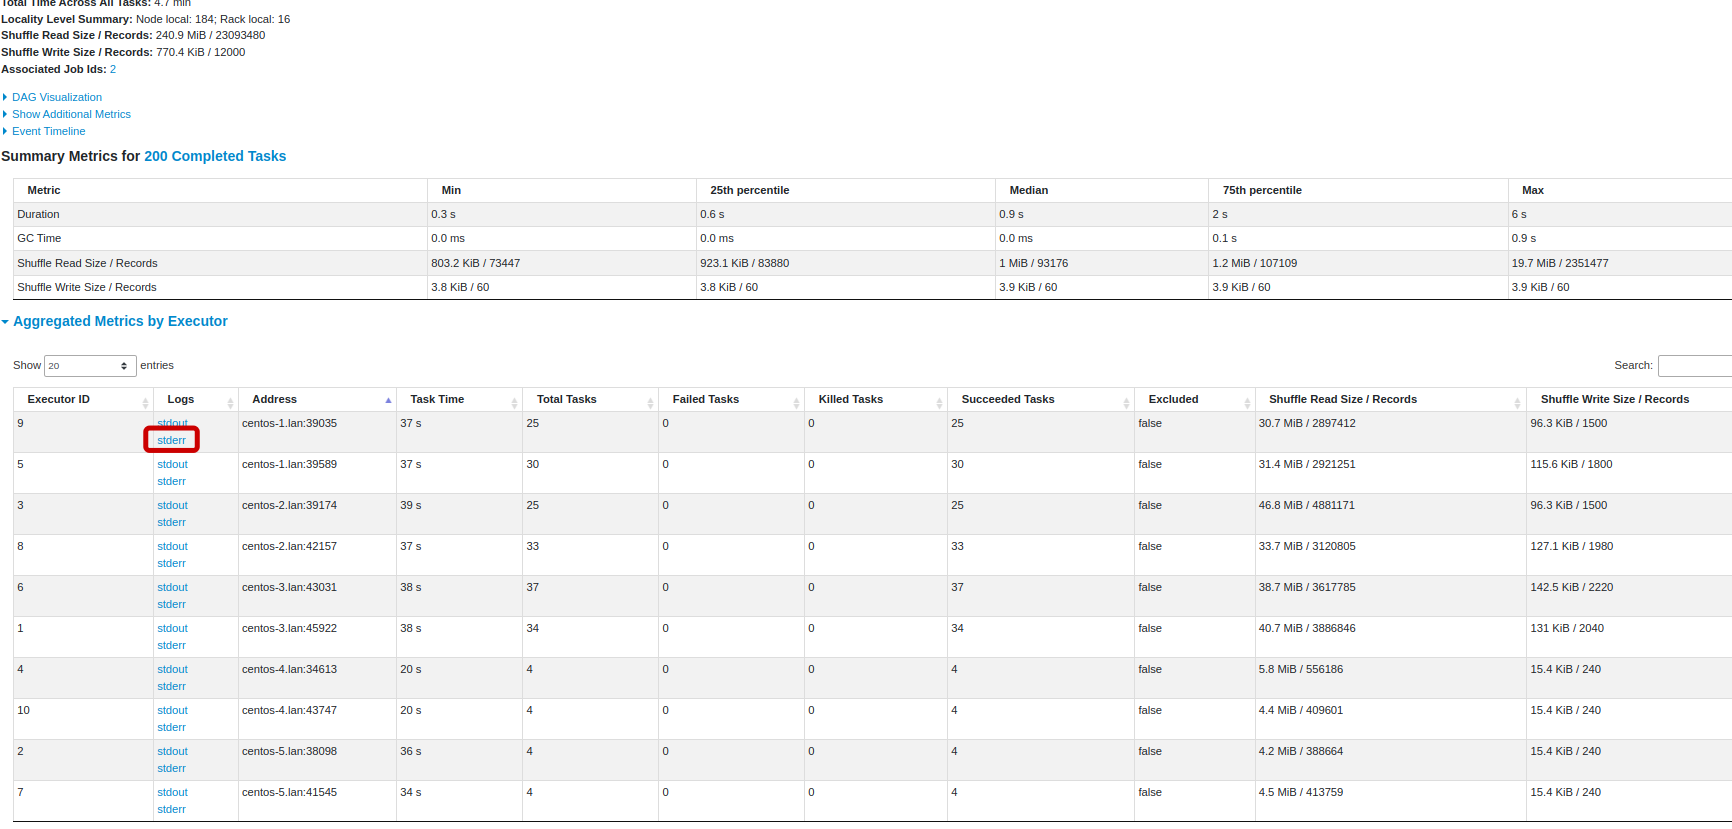 Total Time Across All Tasks: 4.7 min
Locality Level Summary: Node local: 184; Rack local: 16
Shuffle Read Size / Records: 240.9 MiB / 23093480
Shuffle Write Size / Records: 770.4 KiB / 12000
Associated Job Ids: 2
DAG Visualization
Show Additional Metrics
Event Timeline
Summary Metrics for 200 Completed Tasks
Metric Min 25th percentile Median 75th percentile Max
Duration 0.3 s 0.6 s 0.9 s 2 s 6 s
GC Time 0.0 ms 0.0 ms 0.0 ms 0.1 s 0.9 s
Shuffle Read Size / Records 803.2 KiB / 73447 923.1 KiB / 83880 1 MiB / 93176 1.2 MiB / 107109 19.7 MiB / 2351477
Shuffle Write Size / Records 3.8 KiB / 60 3.8 KiB / 60 3.9 KiB / 60 3.9 KiB / 60 3.9 KiB / 60
Aggregated Metrics by Executor
Show 20 entries Search:
Executor ID Logs Address Task Time Total Tasks Failed Tasks Killed Tasks Succeeded Tasks Excluded Shuffle Read Size / Records Shuffle Write Size / Records
9 stdout centos-1.lan:39035 37 s 25 0 0 25 false 30.7 MiB / 2897412 96.3 KiB / 1500
stderr
5 stdout centos-1.lan:39589 37 s 30 0 0 30 false 31.4 MiB / 2921251 115.6 KiB / 1800
stderr
3 stdout centos-2.lan:39174 39 s 25 0 0 25 false 46.8 MiB / 4881171 96.3 KiB / 1500
stderr
8 stdout centos-2.lan:42157 37 s 33 0 0 33 false 33.7 MiB / 3120805 127.1 KiB / 1980
stderr
6 stdout centos-3.lan:43031 38 s 37 0 0 37 false 38.7 MiB / 3617785 142.5 KiB / 2220
stderr
1 stdout centos-3.lan:45922 38 s 34 0 0 34 false 40.7 MiB / 3886846 131 KiB / 2040
stderr
4 stdout centos-4.lan:34613 20 s 4 0 0 4 false 5.8 MiB / 556186 15.4 KiB / 240
stderr
10 stdout centos-4.lan:43747 20 s 4 0 0 4 false 4.4 MiB / 409601 15.4 KiB / 240
stderr
2 stdout centos-5.lan:38098 36 s 4 0 0 4 false 4.2 MiB / 388664 15.4 KiB / 240
stderr
7 stdout centos-5.lan:41545 34 s 4 0 0 4 false 4.5 MiB / 413759 15.4 KiB / 240
stderr